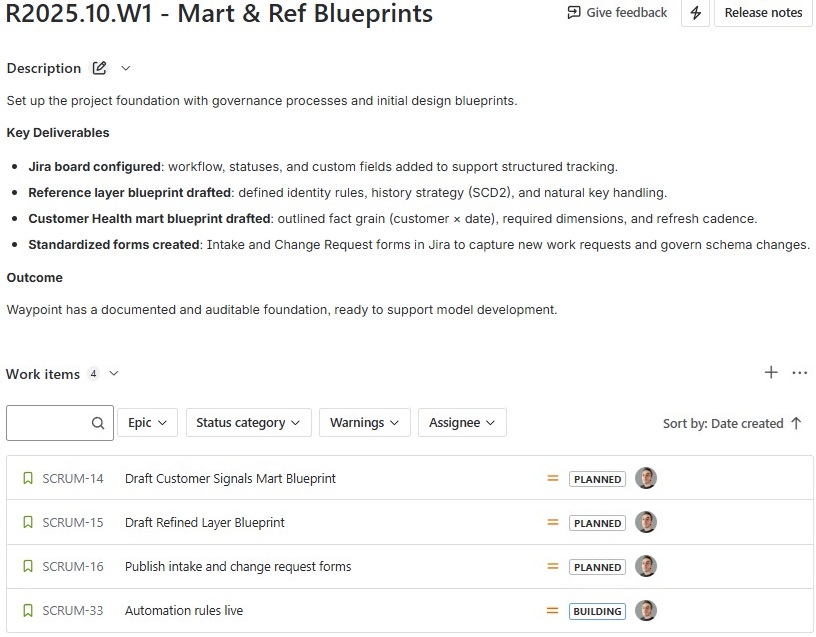 R2025.10.W1 - Mart & Ref Blueprints
Give feedback
Release notes
Description
Set up the project foundation with governance processes and initial design blueprints.
Key Deliverables
• Jira board configured: workflow, statuses, and custom fields added to support structured tracking.
• Reference layer blueprint drafted: defined identity rules, history strategy (SCD2), and natural key handling.
• Customer Health mart blueprint drafted: outlined fact grain (customer × date), required dimensions, and refresh cadence.
• Standardized forms created: Intake and Change Request forms in Jira to capture new work requests and govern schema changes.
Outcome
Waypoint has a documented and auditable foundation, ready to support model development.
Work items 4
Epic Status category Warnings Assignee Sort by: Date created
SCRUM-14 Draft Customer Signals Mart Blueprint PLANNED
SCRUM-15 Draft Refined Layer Blueprint PLANNED
SCRUM-16 Publish intake and change request forms PLANNED
SCRUM-33 Automation rules live BUILDING